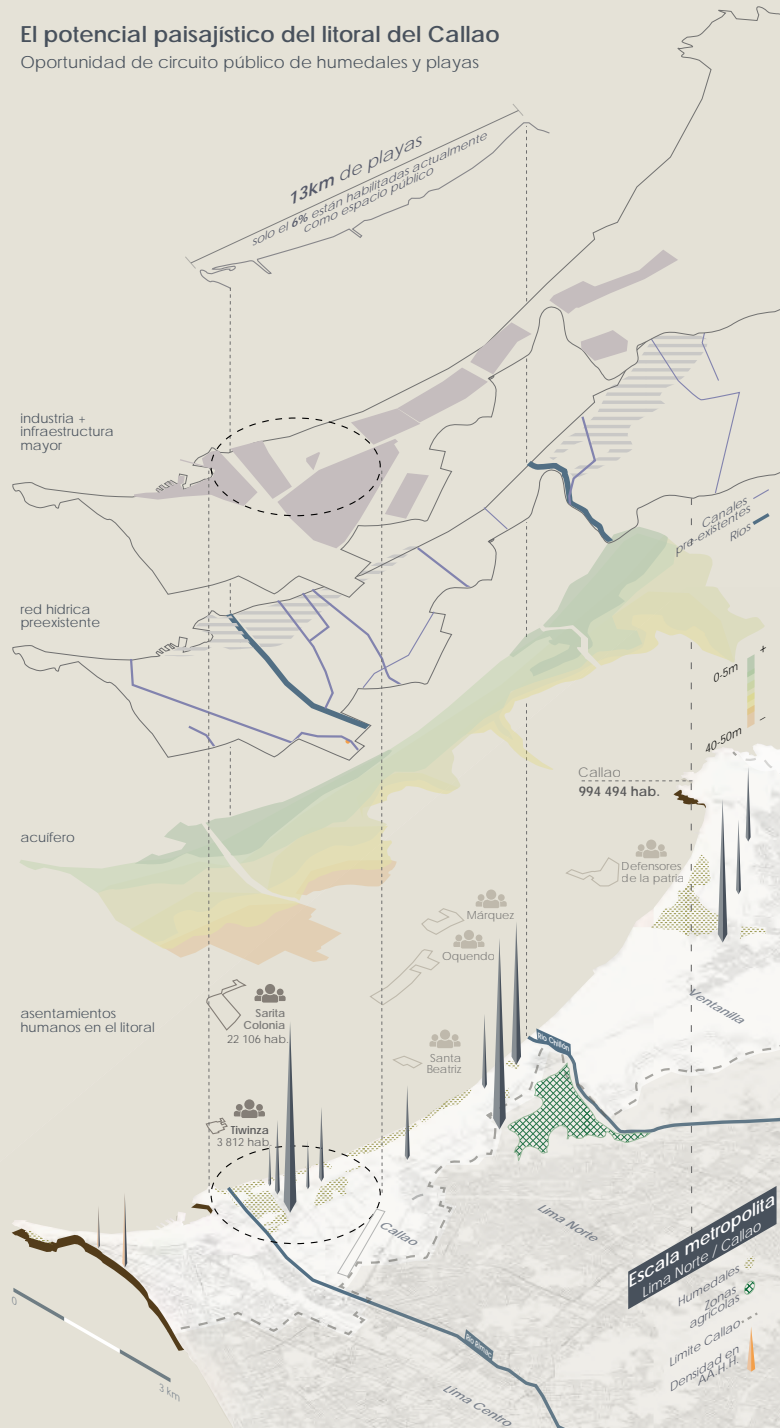 El potencial paisajístico del litoral del Callao
Oportunidad de circuito público de humedales y playas
13km de playas
solo el 6% están habilitadas actualmente
como espacio público
industria +
infraestructura
mayor
Canales
pre-existentes
Ríos
red hídrica
preexistente
+
0-5m
-
40-50m
Callao
994 494 hab.
acuífero
Defensores
de la patria
Márquez
Oquendo
asentamientos
humanos en el litoral
Sarita
Colonia
22 106 hab.
Ventanilla
Río Chillón
Santa
Beatriz
Tiwinza
3 812 hab.
Escala metropolita
Lima Norte / Callao
Lima Norte
Callao
Humedales
Zonas
agrícolas
Límite Callao
Densidad en
AA.H.H.
0
3 km
Río Rímac
Lima Centro